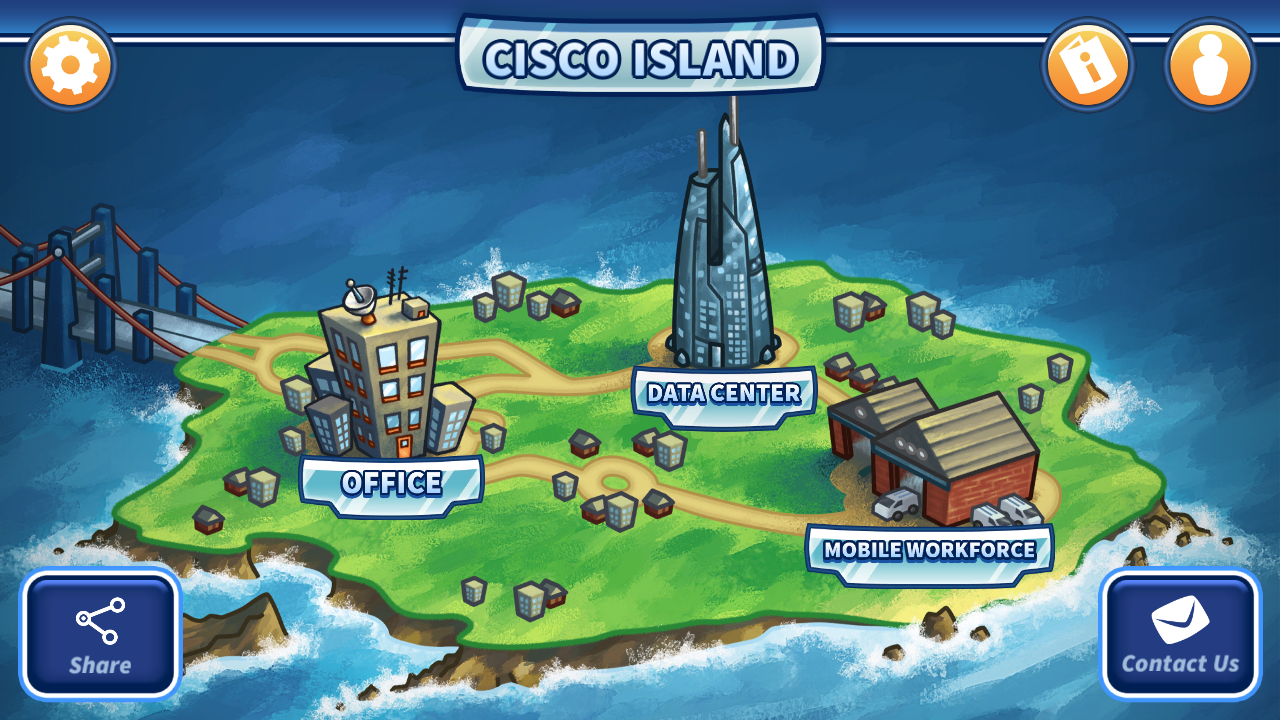 CISCO ISLAND
DATA CENTER
OFFICE
MOBILE WORKFORCE
Share
Contact Us